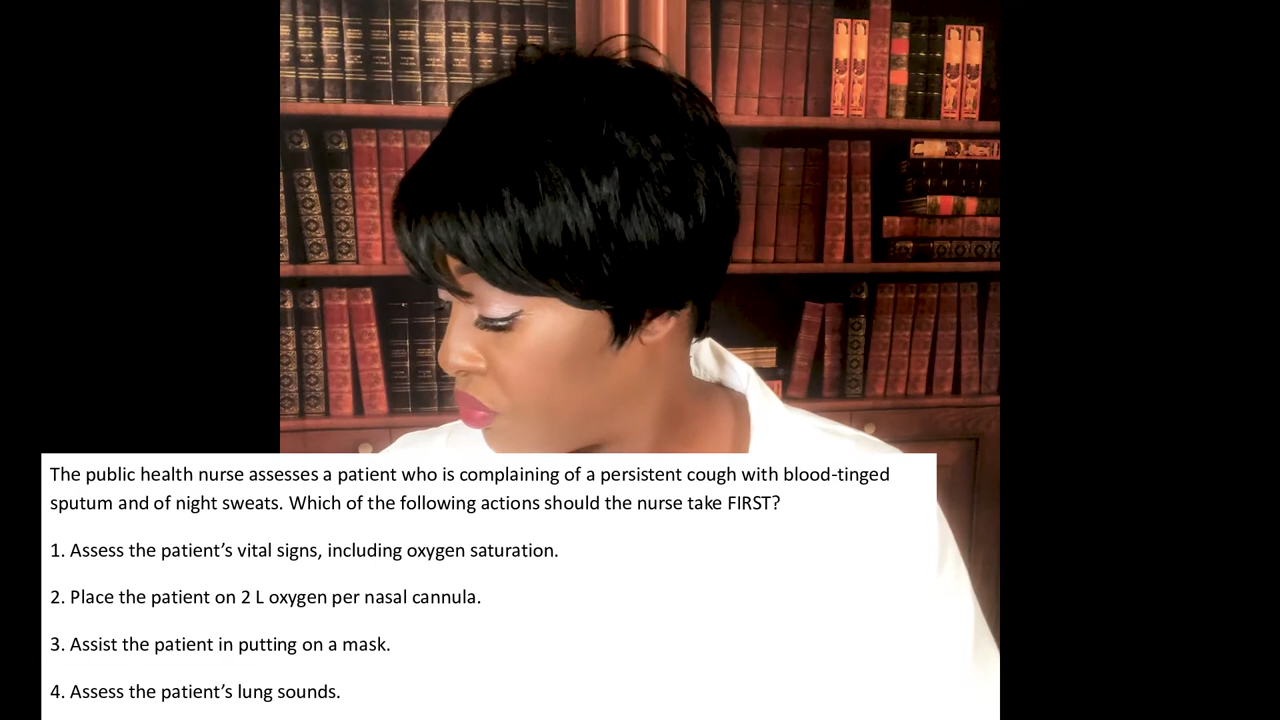 The public health nurse assesses a patient who is complaining of a persistent cough with blood-tinged
sputum and of night sweats. Which of the following actions should the nurse take FIRST?
1. Assess the patient’s vital signs, including oxygen saturation.
2. Place the patient on 2 L oxygen per nasal cannula.
3. Assist the patient in putting on a mask.
4. Assess the patient’s lung sounds.